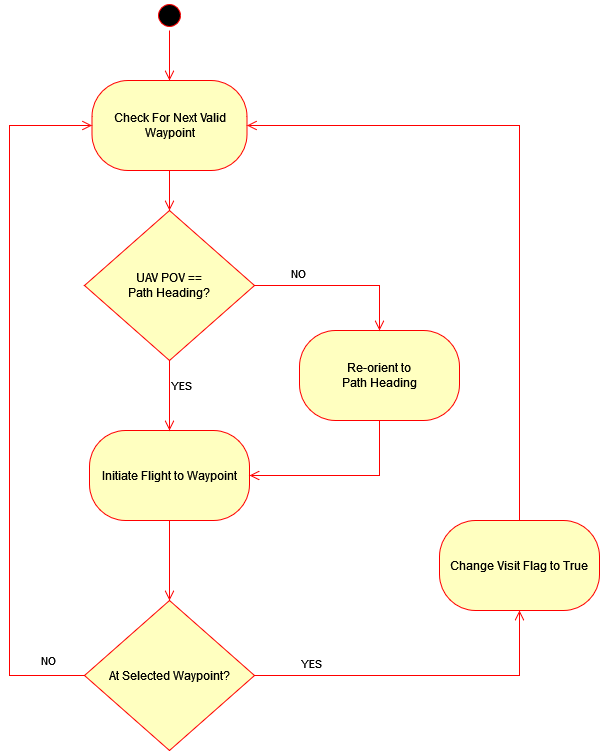 Check For Next Valid
Waypoint
UAV POV ==
Path Heading?
NO
Re-orient to
Path Heading
YES
Initiate Flight to Waypoint
Change Visit Flag to True
NO
At Selected Waypoint?
YES